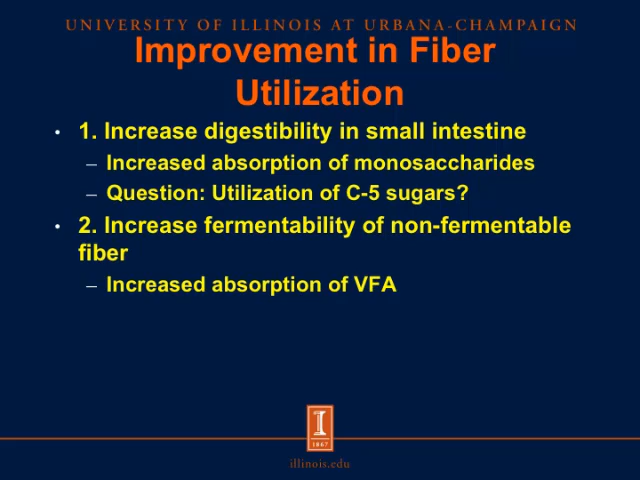 UNIVERSITY OF ILLINOIS AT URBANA-CHAMPAIGN
Improvement in Fiber
Utilization
• 1. Increase digestibility in small intestine
– Increased absorption of monosaccharides
– Question: Utilization of C-5 sugars?
• 2. Increase fermentability of non-fermentable
fiber
– Increased absorption of VFA
I
1867
illinois.edu